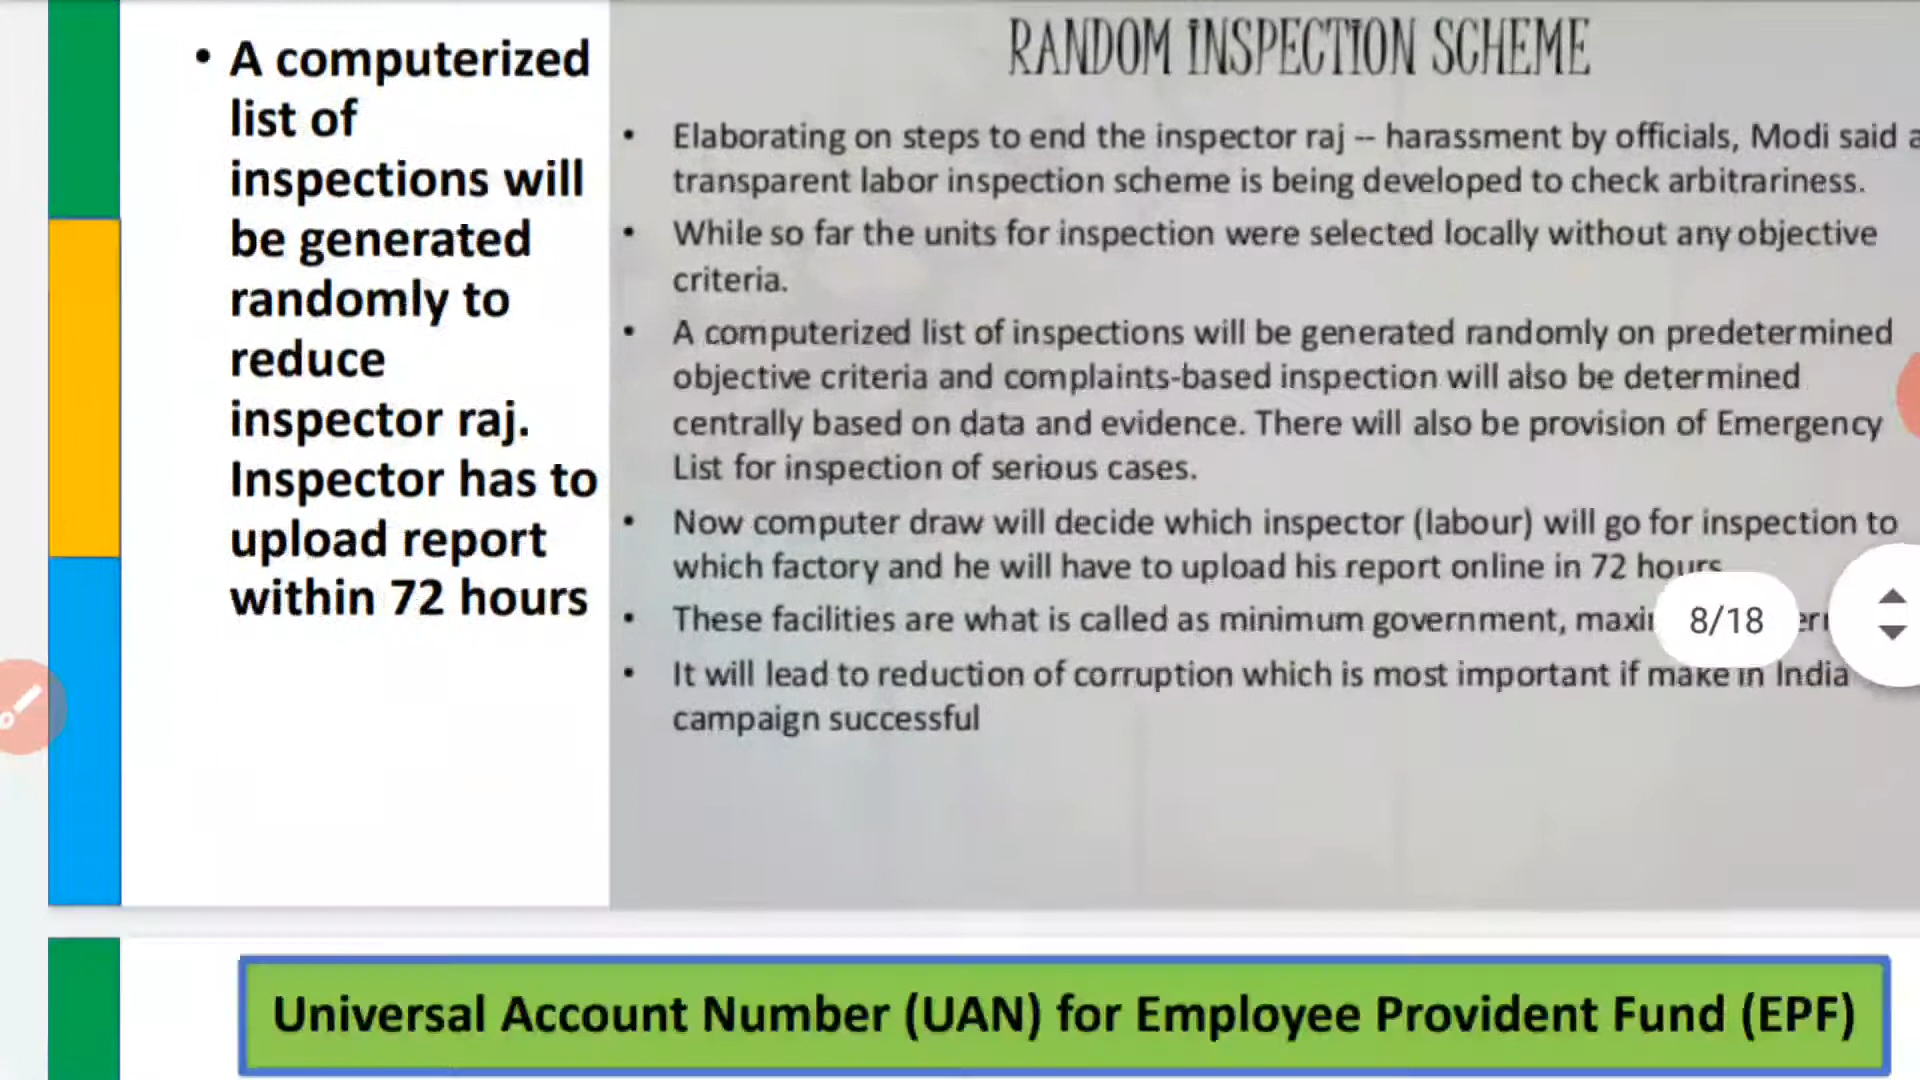 • A computerized
list of
inspections will
be generated
randomly to
reduce
inspector raj.
Inspector has to
upload report
within 72 hours
RANDOM INSPECTION SCHEME
• Elaborating on steps to end the inspector raj -- harassment by officials, Modi said a
transparent labor inspection scheme is being developed to check arbitrariness.
• While so far the units for inspection were selected locally without any objective
criteria.
• A computerized list of inspections will be generated randomly on predetermined
objective criteria and complaints-based inspection will also be determined
centrally based on data and evidence. There will also be provision of Emergency
List for inspection of serious cases.
• Now computer draw will decide which inspector (labour) will go for inspection to
which factory and he will have to upload his report online in 72 hours
• These facilities are what is called as minimum government,
8/18
• It will lead to reduction of corruption which is most important if make in India
campaign successful
Universal Account Number (UAN) for Employee Provident Fund (EPF)